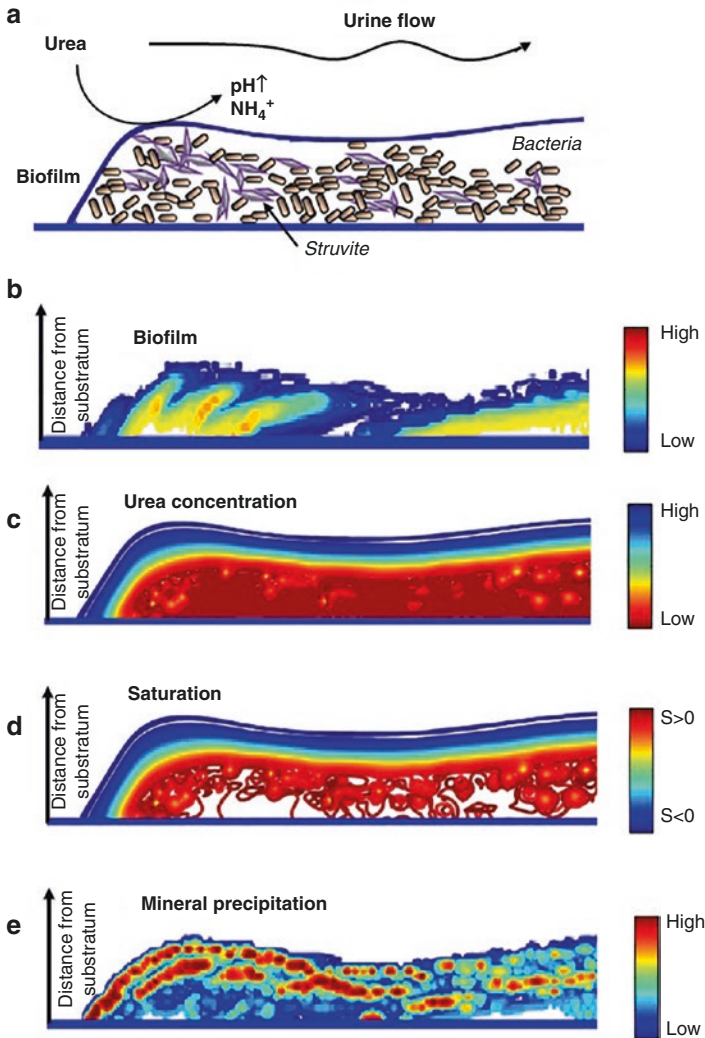 a
Urine flow
Urea
pH↑
NH₄⁺
Bacteria
Biofilm
Struvite
b
Distance from
substratum
Biofilm
High
Low
c
Distance from
substratum
Urea concentration
High
Low
d
Distance from
substratum
Saturation
S>0
S<0
e
Distance from
substratum
Mineral precipitation
High
Low